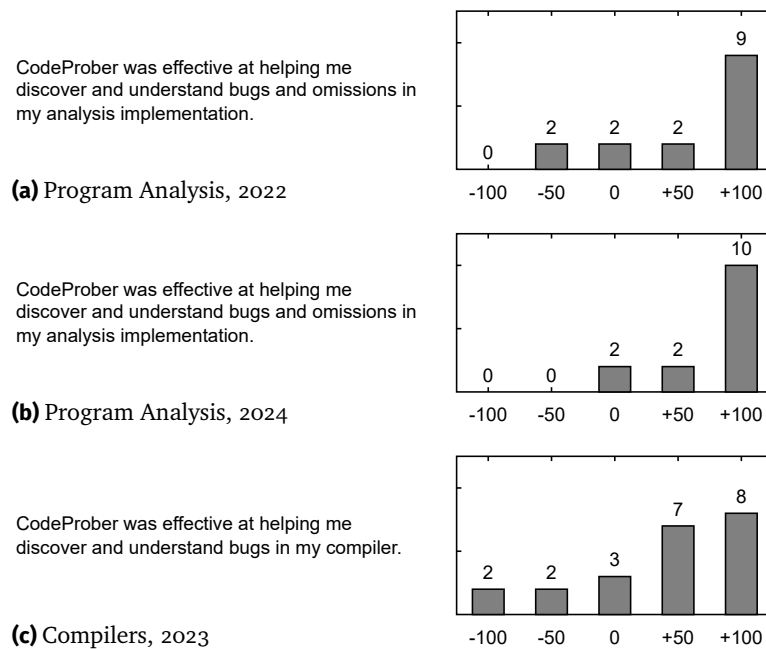 CodeProber was effective at helping me
discover and understand bugs and omissions in
my analysis implementation.
(a) Program Analysis, 2022
0 2 2 2 9
-100 -50 0 +50 +100
CodeProber was effective at helping me
discover and understand bugs and omissions in
my analysis implementation.
(b) Program Analysis, 2024
0 0 2 2 10
-100 -50 0 +50 +100
CodeProber was effective at helping me
discover and understand bugs in my compiler.
(c) Compilers, 2023
2 2 3 7 8
-100 -50 0 +50 +100